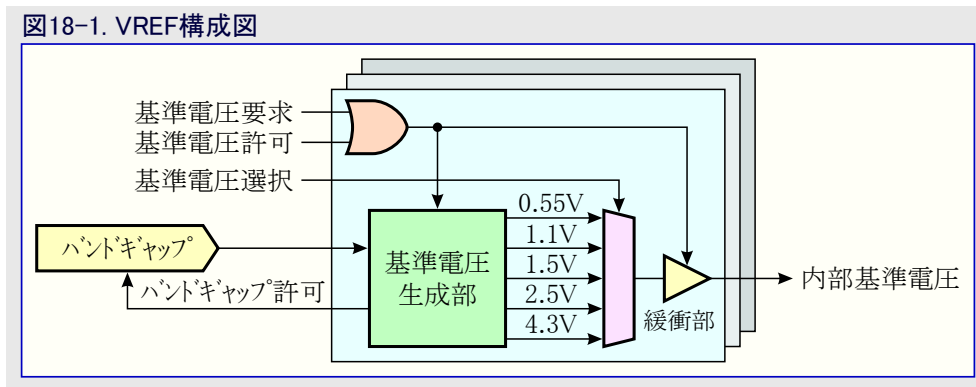 図18-1. VREF構成図
基準電圧要求
基準電圧許可
基準電圧選択
バンドギャップ
バンドギャップ許可
基準電圧
生成部
0.55V
1.1V
1.5V
2.5V
4.3V
緩衝部
内部基準電圧